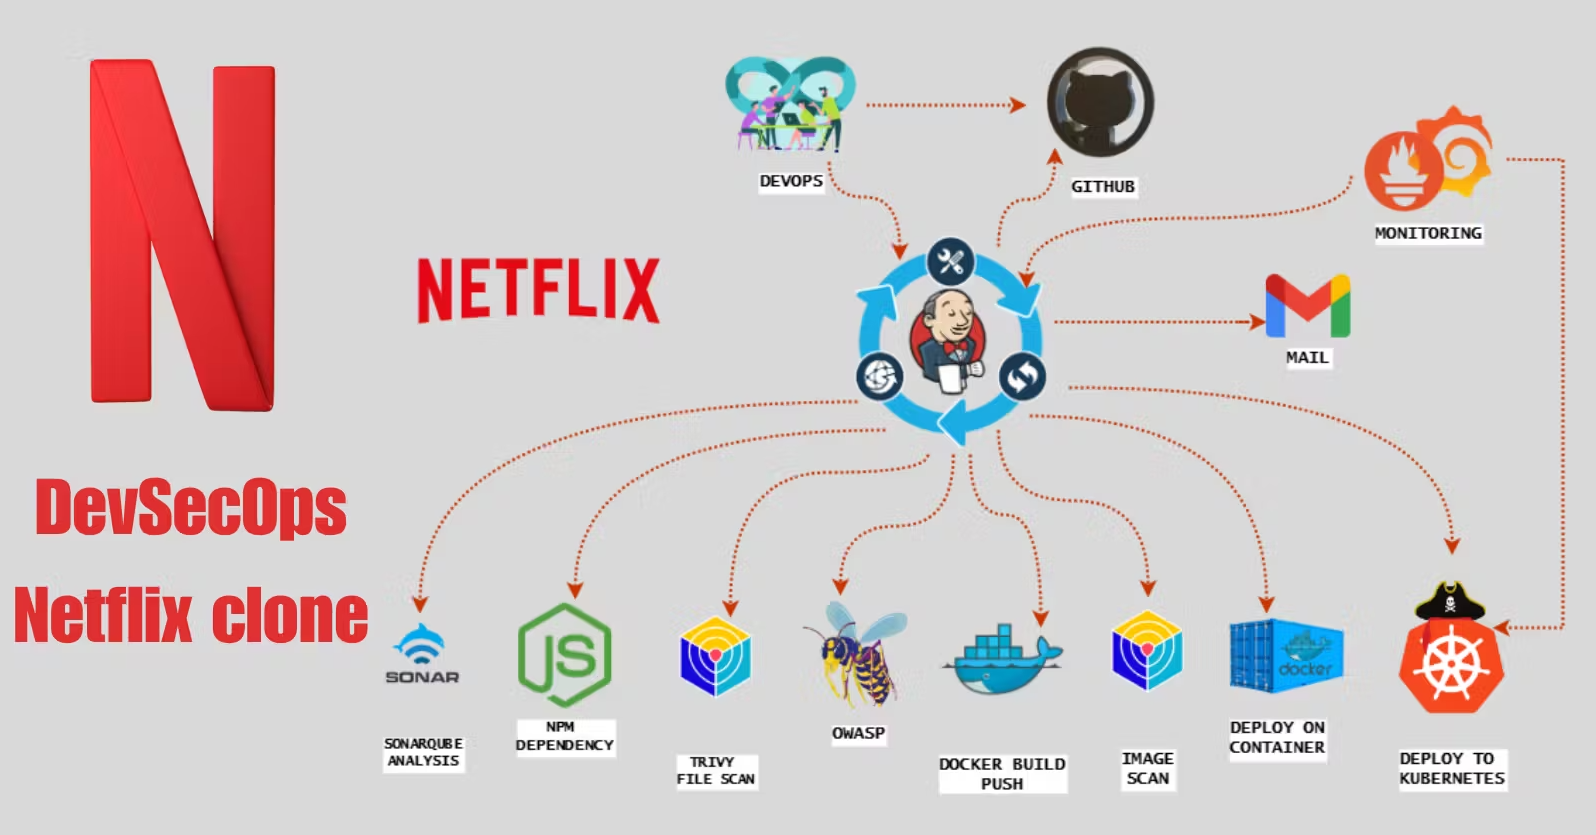 DEVOPS
GITHUB
MONITORING
NETFLIX
MAIL
DevSecOps
Netflix clone
SONAR
SONARQUBE
ANALYSIS
JS
NPM
DEPENDENCY
TRIVY
FILE SCAN
OWASP
DOCKER BUILD
PUSH
IMAGE
SCAN
docker
DEPLOY ON
CONTAINER
DEPLOY TO
KUBERNETES